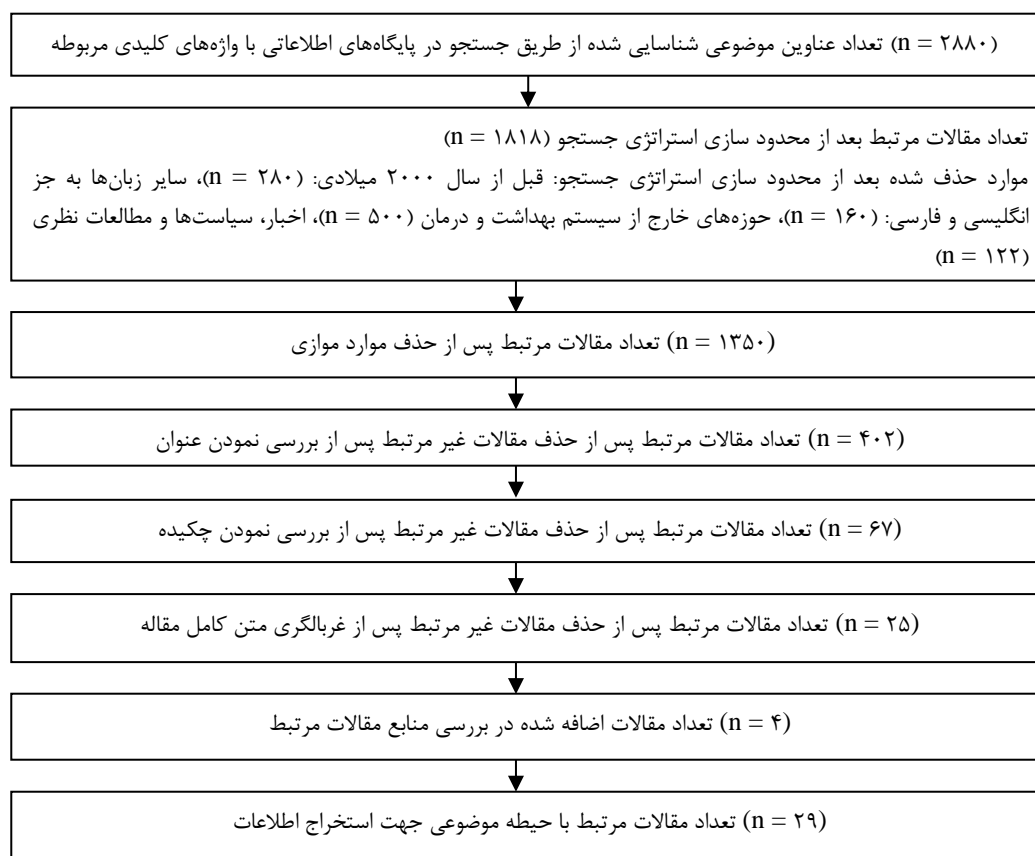 (n = ۲۸۸۰) تعداد عناوین موضوعی شناسایی شده از طریق جستجو در پایگاه‌های اطلاعاتی با واژه‌های کلیدی مربوطه
تعداد مقالات مرتبط بعد از محدود سازی استراتژی جستجو (n = ۱۸۱۸)
موارد حذف شده بعد از محدود سازی استراتژی جستجو: قبل از سال ۲۰۰۰ میلادی: (n = ۲۸۰)، سایر زبان‌ها به جز
انگلیسی و فارسی: (n = ۱۶۰)، حوزه‌های خارج از سیستم بهداشت و درمان (n = ۵۰۰)، اخبار، سیاست‌ها و مطالعات نظری
(n = ۱۲۲)
(n = ۱۳۵۰) تعداد مقالات مرتبط پس از حذف موارد موازی
(n = ۴۰۲) تعداد مقالات مرتبط پس از حذف مقالات غیر مرتبط پس از بررسی نمودن عنوان
(n = ۶۷) تعداد مقالات مرتبط پس از حذف مقالات غیر مرتبط پس از بررسی نمودن چکیده
(n = ۲۵) تعداد مقالات مرتبط پس از حذف مقالات غیر مرتبط پس از غربالگری متن کامل مقاله
(n = ۴) تعداد مقالات اضافه شده در بررسی منابع مقالات مرتبط
(n = ۲۹) تعداد مقالات مرتبط با حیطه موضوعی جهت استخراج اطلاعات